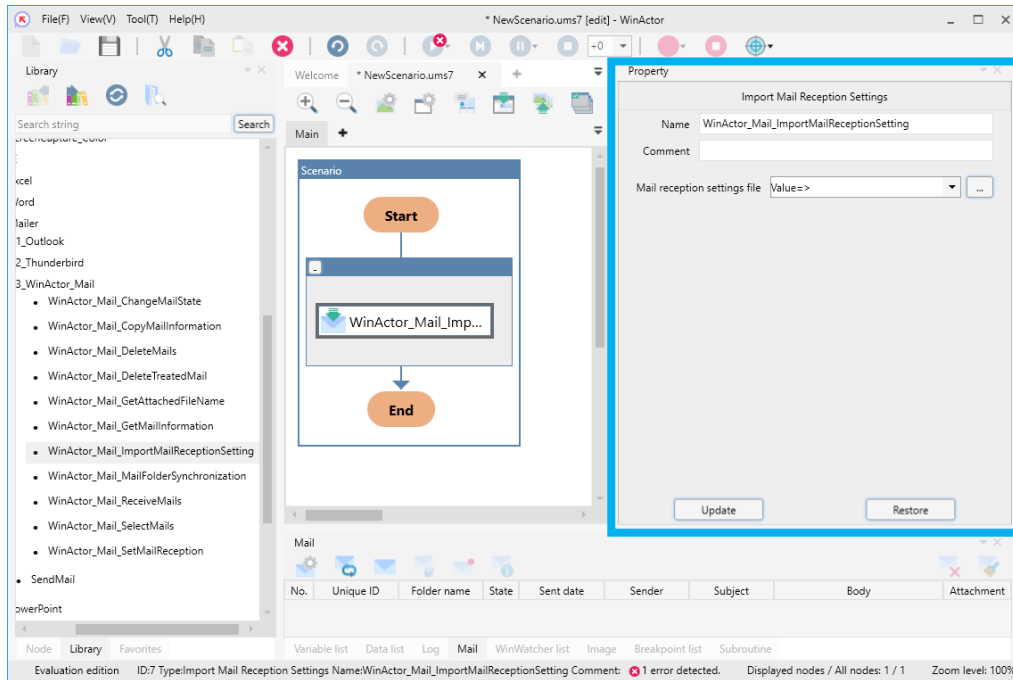 File(F) View(V) Tool(T) Help(H) * NewScenario.ums7 [edit] - WinActor
÷0
Library
Search string Search
xcel
/ord
1_Outlook
2_Thunderbird
3_WinActor_Mail
WinActor_Mail_ChangeMailState
WinActor_Mail_CopyMailInformation
WinActor_Mail_DeleteMails
WinActor_Mail_DeleteTreatedMail
WinActor_Mail_GetAttachedFileName
WinActor_Mail_GetMailInformation
WinActor_Mail_ImportMailReceptionSetting
WinActor_Mail_MailFolderSynchronization
WinActor_Mail_ReceiveMails
WinActor_Mail_SelectMails
WinActor_Mail_SetMailReception
SendMail
owerPoint
Node Library Favorites
Welcome * NewScenario.ums7
Main
Scenario
Start
WinActor_Mail_Imp...
End
Property
Import Mail Reception Settings
Name WinActor_Mail_ImportMailReceptionSetting
Comment
Mail reception settings file Value=> ...
Update Restore
Mail
No. Unique ID Folder name State Sent date Sender Subject Body Attachment
Variable list Data list Log Mail WinWatcher list Image Breakpoint list Subroutine
Evaluation edition ID:7 Type:Import Mail Reception Settings Name:WinActor_Mail_ImportMailReceptionSetting Comment: 1 error detected. Displayed nodes / All nodes: 1 / 1 Zoom level: 100%